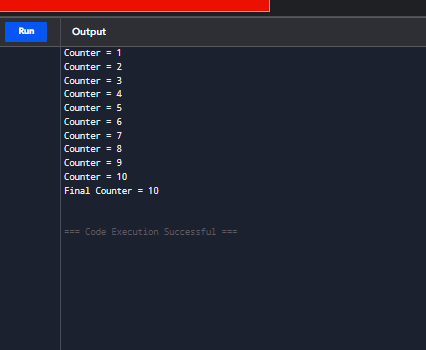 Run
Output
Counter = 1
Counter = 2
Counter = 3
Counter = 4
Counter = 5
Counter = 6
Counter = 7
Counter = 8
Counter = 9
Counter = 10
Final Counter = 10
=== Code Execution Successful ===